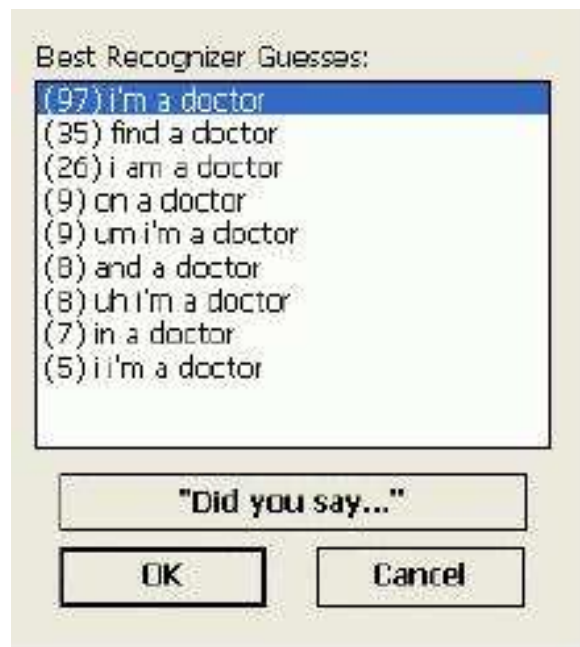 Best Recognizer Guesses:
(97) i'm a doctor
(35) find a doctor
(26) i am a doctor
(9) on a doctor
(9) um i'm a doctor
(8) and a doctor
(8) uh i'm a doctor
(7) in a doctor
(5) i i'm a doctor
"Did you say..."
OK Cancel